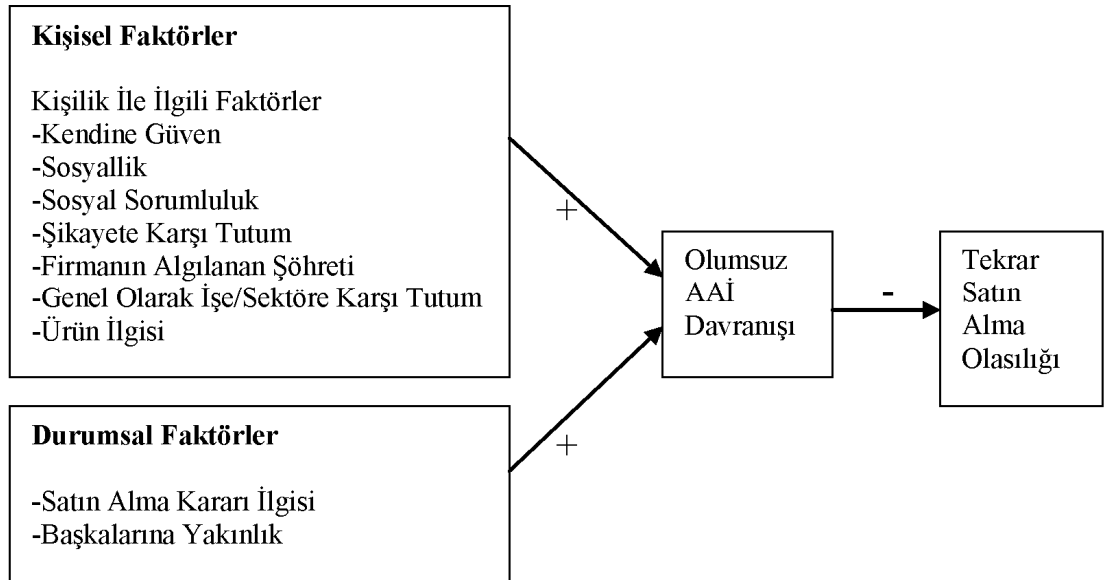 Kişisel Faktörler
Kişilik İle İlgili Faktörler
-Kendine Güven
-Sosyallik
-Sosyal Sorumluluk
-Şikayete Karşı Tutum
-Firmanın Algılanan Şöhreti
-Genel Olarak İşe/Sektöre Karşı Tutum
-Ürün İlgisi
+
Durumsal Faktörler
-Satın Alma Kararı İlgisi
-Başkalarına Yakınlık
+
Olumsuz
AAİ
Davranışı
-
Tekrar
Satın
Alma
Olasılığı